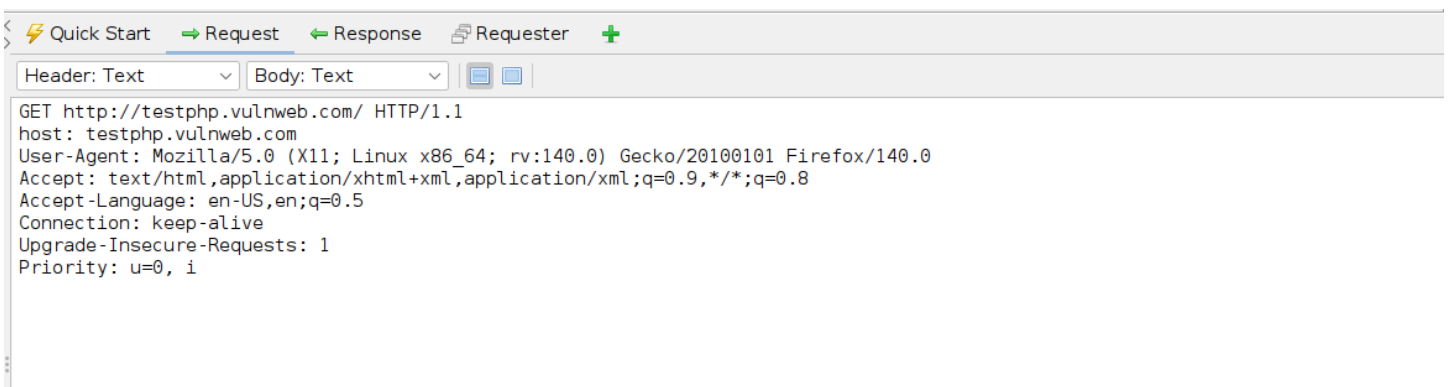 Quick Start Request Response Requester
Header: Text Body: Text
GET http://testphp.vulnweb.com/ HTTP/1.1
host: testphp.vulnweb.com
User-Agent: Mozilla/5.0 (X11; Linux x86_64; rv:140.0) Gecko/20100101 Firefox/140.0
Accept: text/html,application/xhtml+xml,application/xml;q=0.9,*/*;q=0.8
Accept-Language: en-US,en;q=0.5
Connection: keep-alive
Upgrade-Insecure-Requests: 1
Priority: u=0, i